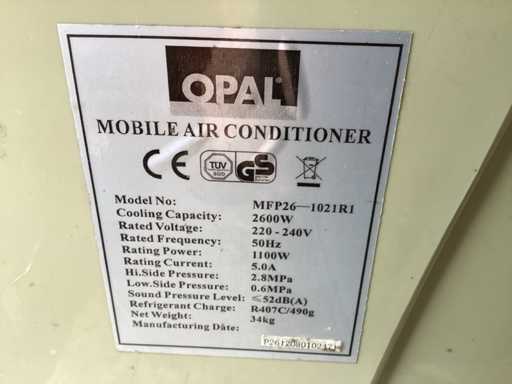 OPAL
MOBILE AIR CONDITIONER
CE TÜV SÜD GS
Model No: MFP26—1021R1
Cooling Capacity: 2600W
Rated Voltage: 220-240V
Rated Frequency: 50Hz
Rating Power: 1100W
Rating Current: 5.0A
Hi.Side Pressure: 2.8MPa
Low.Side Pressure: 0.6MPa
Sound Pressure Level: ≤52dB(A)
Refrigerant Charge: R407C/490g
Net Weight: 34kg
Manufacturing Date: